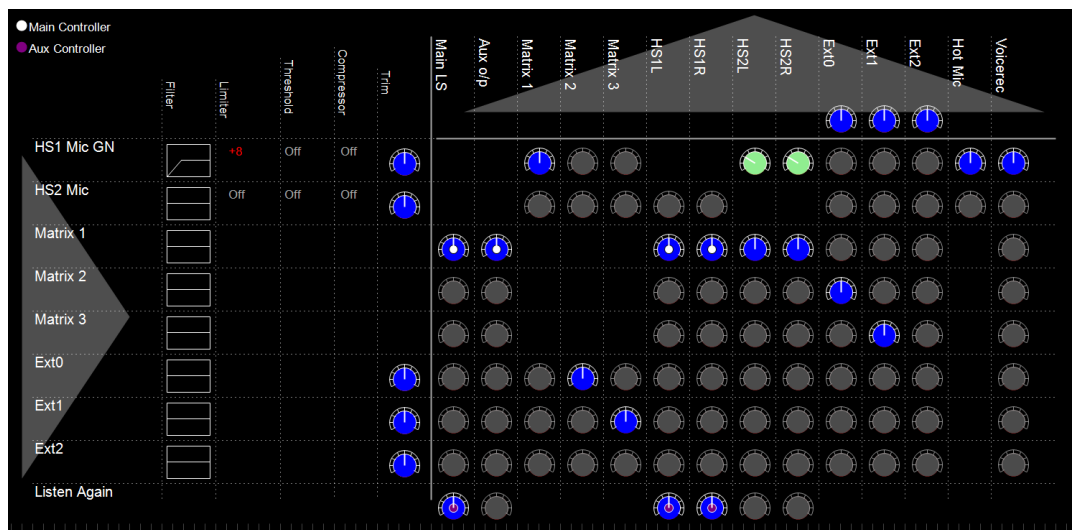 Main Controller
Aux Controller
Filter
Limiter
Threshold
Compressor
Trim
Main LS
Aux o/p
Matrix 1
Matrix 2
Matrix 3
HS1L
HS1R
HS2L
HS2R
Ext0
Ext1
Ext2
Hot Mic
Voicerec
HS1 Mic GN
+8
Off
Off
HS2 Mic
Off
Off
Off
Matrix 1
Matrix 2
Matrix 3
Ext0
Ext1
Ext2
Listen Again